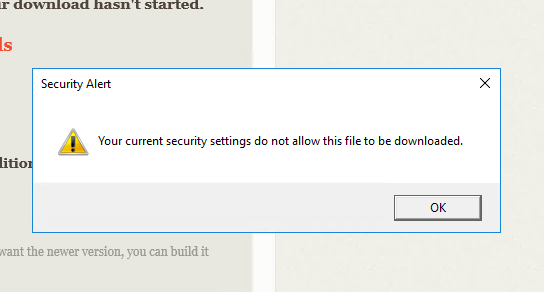 r download hasn't started.
ls
Security Alert
Your current security settings do not allow this file to be downloaded.
dition
OK
want the newer version, you can build it